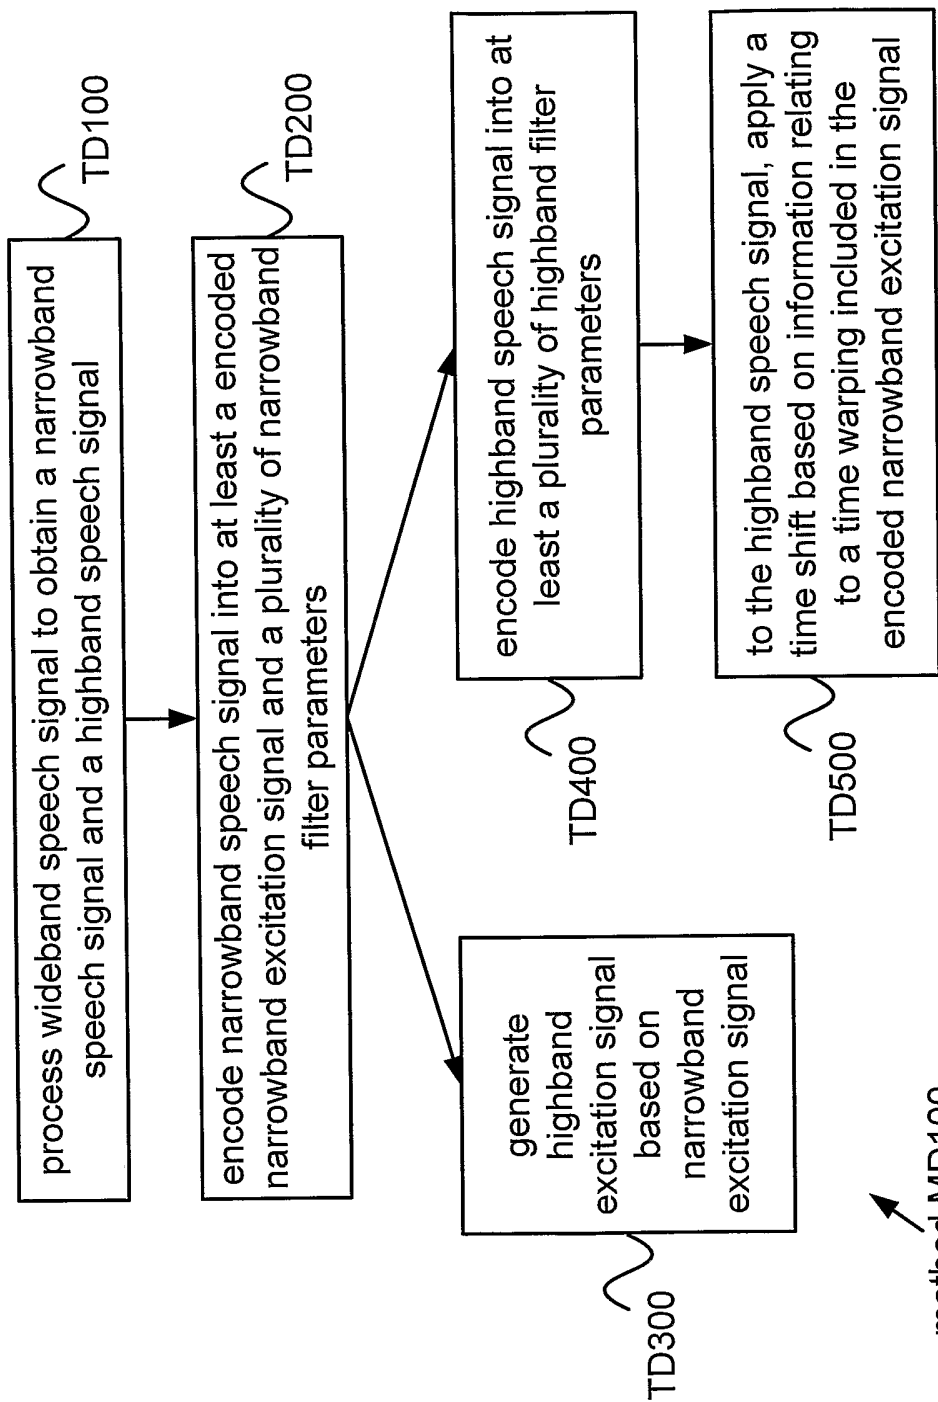 process wideband speech signal to obtain a narrowband
speech signal and a highband speech signal
TD100
encode narrowband speech signal into at least a encoded
narrowband excitation signal and a plurality of narrowband
filter parameters
TD200
TD300
generate
highband
excitation signal
based on
narrowband
excitation signal
TD400
encode highband speech signal into at
least a plurality of highband filter
parameters
TD500
to the highband speech signal, apply a
time shift based on information relating
to a time warping included in the
encoded narrowband excitation signal
method MD100